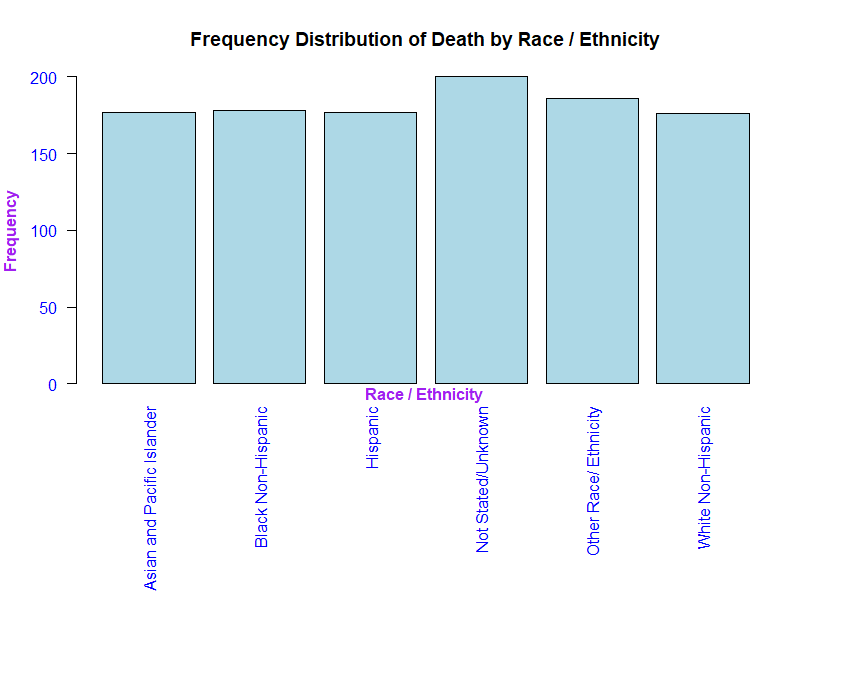 Frequency Distribution of Death by Race / Ethnicity
Frequency
200
150
100
50
0
Race / Ethnicity
Asian and Pacific Islander
Black Non-Hispanic
Hispanic
Not Stated/Unknown
Other Race/ Ethnicity
White Non-Hispanic